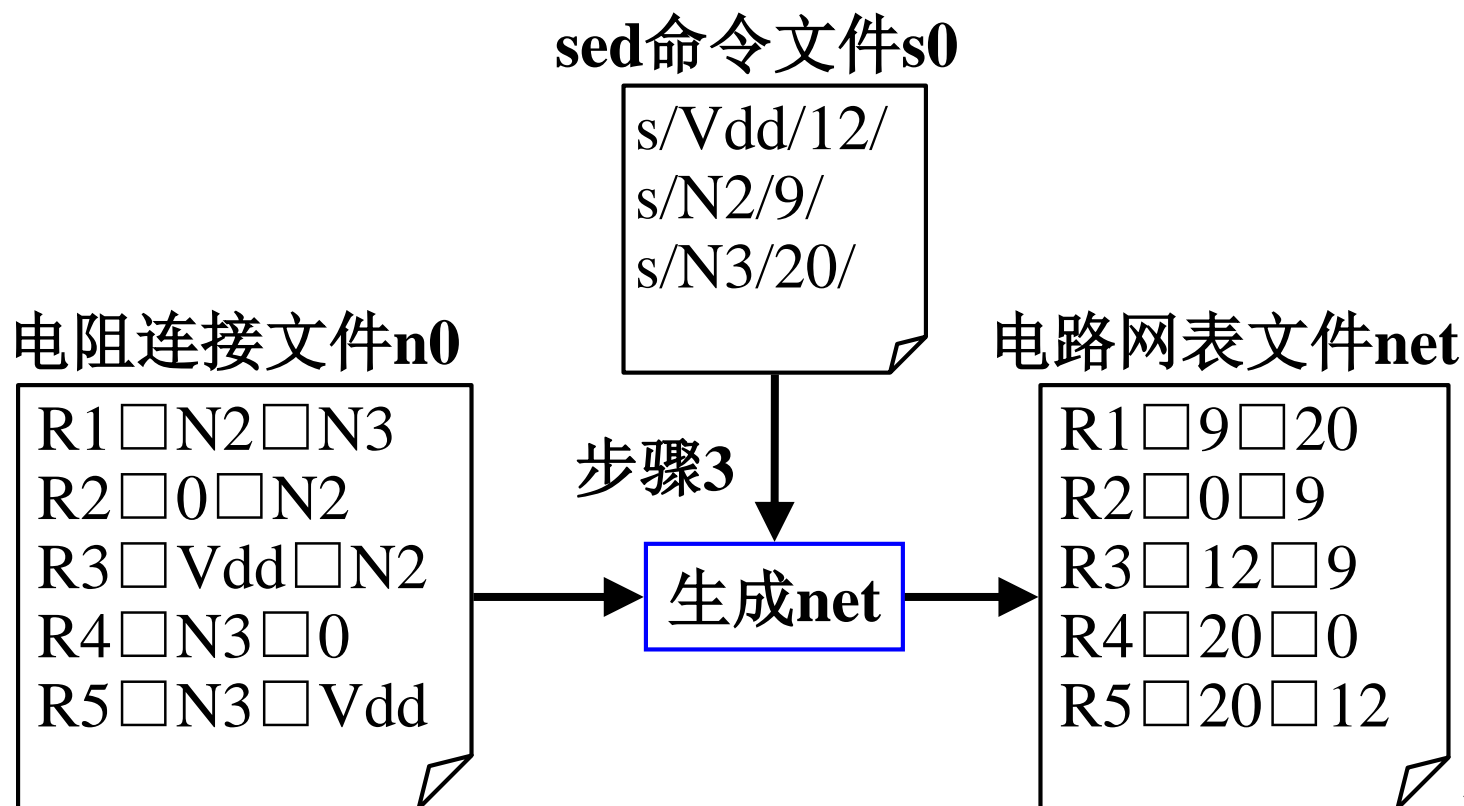 sed命令文件s0
s/Vdd/12/
s/N2/9/
s/N3/20/
电阻连接文件n0
R1□N2□N3
R2□0□N2
R3□Vdd□N2
R4□N3□0
R5□N3□Vdd
步骤3
生成net
电路网表文件net
R1□9□20
R2□0□9
R3□12□9
R4□20□0
R5□20□12